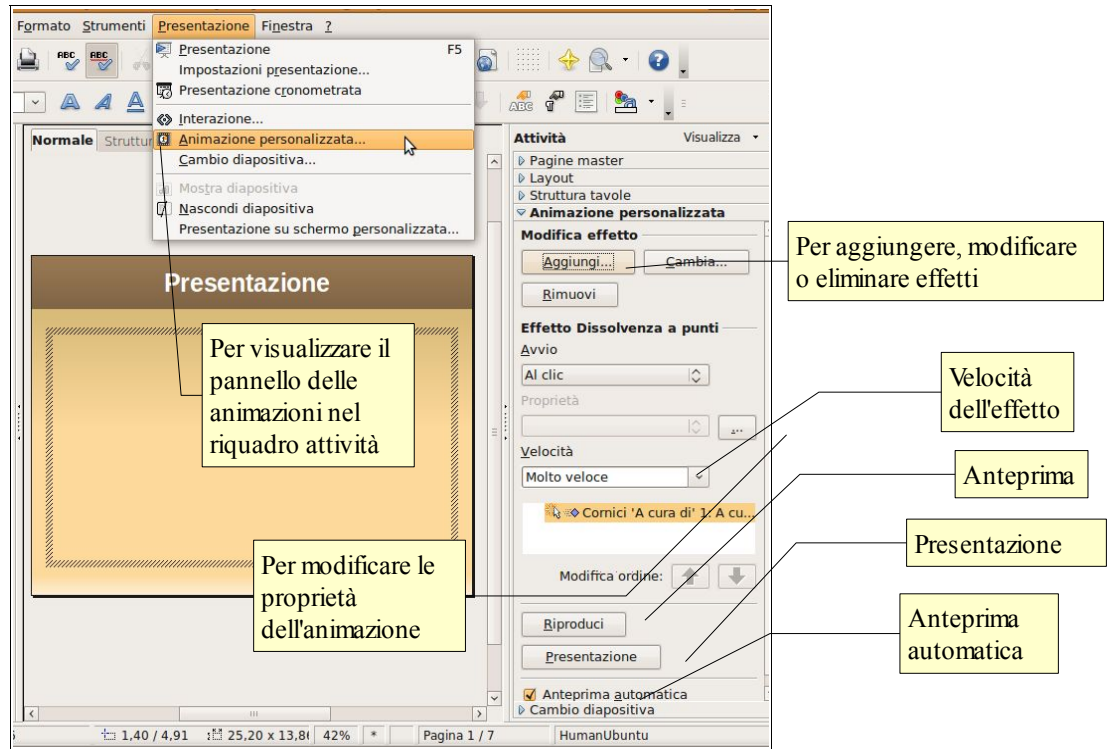 Formato Strumenti Presentazione Finestra ?
Presentazione F5
Impostazioni presentazione...
Presentazione cronometrata
Interazione...
Animazione personalizzata...
Cambio diapositiva...
Mostra diapositiva
Nascondi diapositiva
Presentazione su schermo personalizzata...
ABC ABC
ABC
Normale Struttur
Presentazione
Attività Visualizza
Pagine master
Layout
Struttura tavole
Animazione personalizzata
Modifica effetto
Aggiungi... Cambia...
Rimuovi
Effetto Dissolvenza a punti
Avvio
Al clic
Proprietà
...
Velocità
Molto veloce
Cornici 'A cura di' 1: A cu...
Modifica ordine:
Riproduci
Presentazione
Anteprima automatica
Cambio diapositiva
Per visualizzare il
pannello delle
animazioni nel
riquadro attività
Per modificare le
proprietà
dell'animazione
Per aggiungere, modificare
o eliminare effetti
Velocità
dell'effetto
Anteprima
Presentazione
Anteprima
automatica
1,40 / 4,91 25,20 x 13,8 42% * Pagina 1 / 7 HumanUbuntu